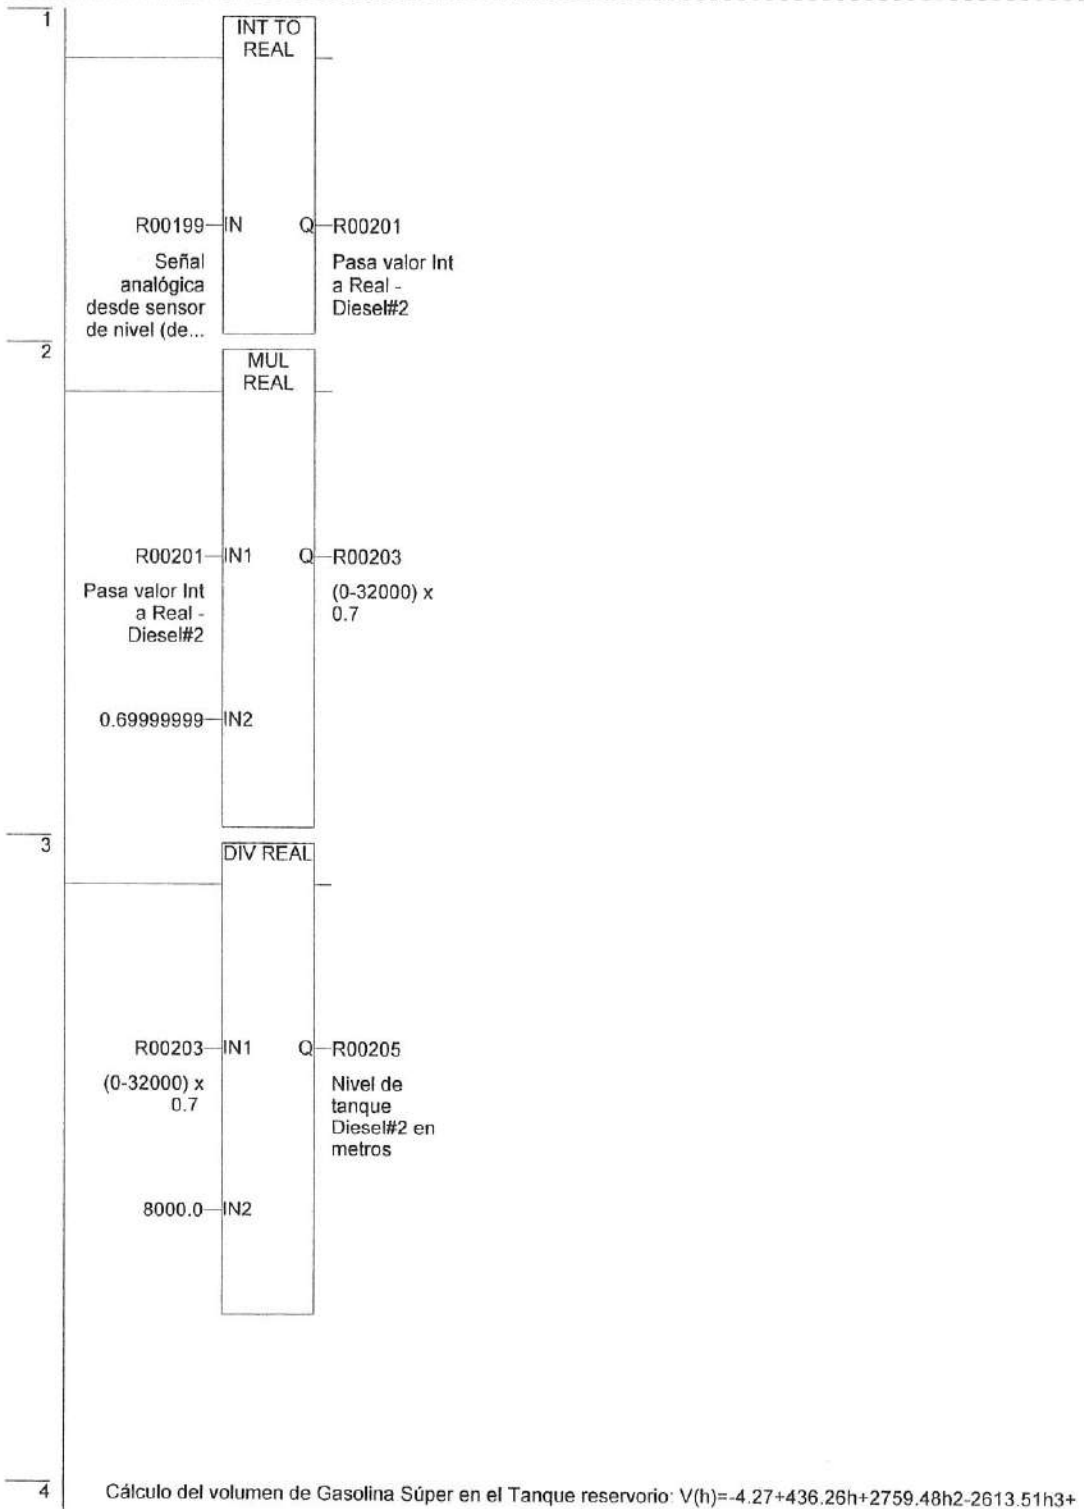 1
INT TO
REAL
R00199 IN Q R00201
Señal
analógica
desde sensor
de nivel (de...
Pasa valor Int
a Real -
Diesel#2
2
MUL
REAL
R00201 IN1 Q R00203
Pasa valor Int
a Real -
Diesel#2
(0-32000) x
0.7
0.69999999 IN2
3
DIV REAL
R00203 IN1 Q R00205
(0-32000) x
0.7
Nivel de
tanque
Diesel#2 en
metros
8000.0 IN2
4
Cálculo del volumen de Gasolina Súper en el Tanque reservorio: V(h)=-4.27+436.26h+2759.48h2-2613.51h3+